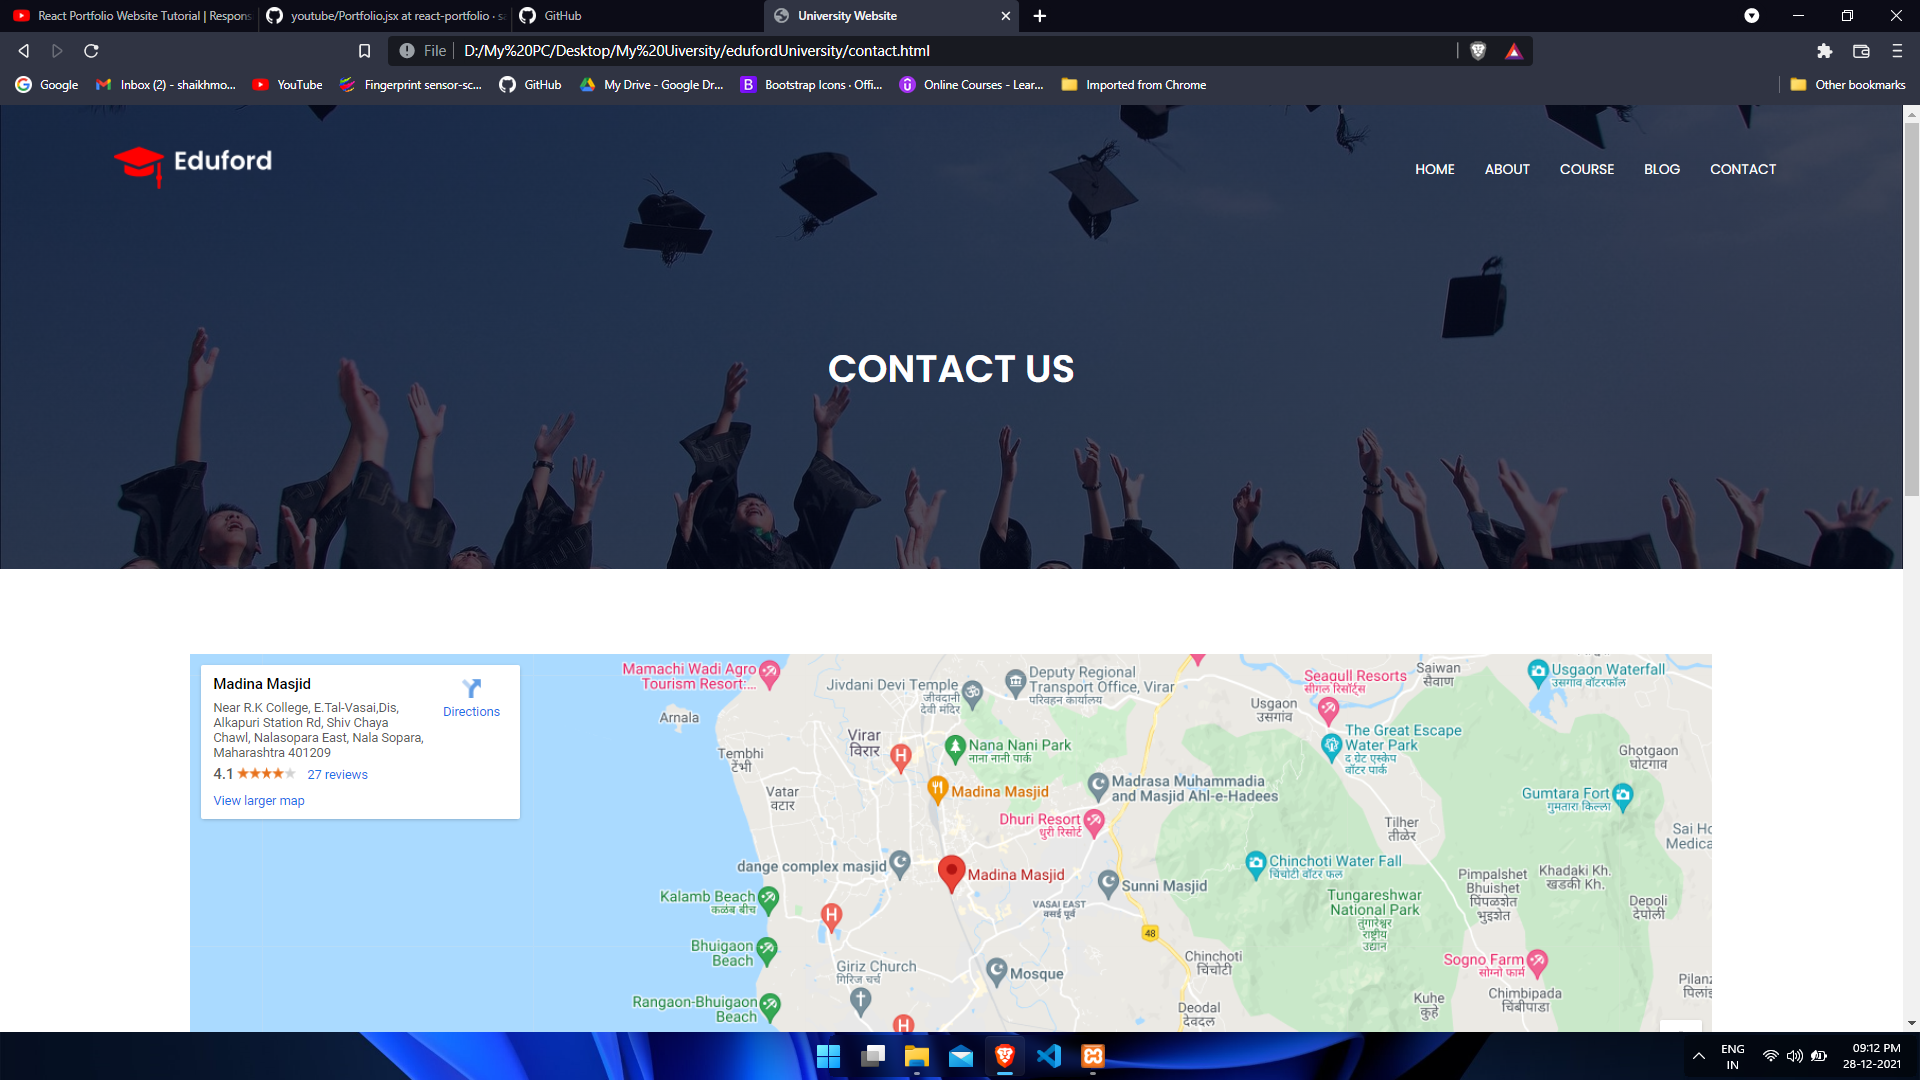 React Portfolio Website Tutorial | Respons
youtube/Portfolio.jsx at react-portfolio · sa
GitHub
University Website
File
D:/My%20PC/Desktop/My%20Uiversity/edufordUniversity/contact.html
Google
Inbox (2) - shaikhmo...
YouTube
Fingerprint sensor-sc...
GitHub
My Drive - Google Dr...
Bootstrap Icons · Offi...
Online Courses - Lear...
Imported from Chrome
Other bookmarks
Eduford
HOME
ABOUT
COURSE
BLOG
CONTACT
CONTACT US
Madina Masjid
Near R.K College, E.Tal-Vasai,Dis,
Alkapuri Station Rd, Shiv Chaya
Chawl, Nalasopara East, Nala Sopara,
Maharashtra 401209
4.1
27 reviews
View larger map
Directions
Mamachi Wadi Agro
Tourism Resort:...
Jivdani Devi Temple
जीवदानी
देवी मंदिर
Deputy Regional
Transport Office, Virar
परिवहन कार्यालय
Seagull Resorts
सीगल रिसॉर्ट्स
Saiwan
सैवाण
Usgaon Waterfall
उसगांव वॉटरफॉल
Arnala
Usgaon
उसगांव
Virar
विरार
Nana Nani Park
नाना नानी पार्क
The Great Escape
Water Park
द ग्रेट एस्केप
वॉटर पार्क
Tembhi
टेंभी
Ghotgaon
घोटगाव
Vatar
वटार
Madina Masjid
Madrasa Muhammadia
and Masjid Ahl-e-Hadees
Gumtara Fort
गुमतारा किल्ला
Dhuri Resort
धुरी रिसोर्ट
Tilher
तीळेर
Sai Ho
Medica
dange complex masjid
Madina Masjid
Chinchoti Water Fall
चिंचोटी वॉटर फल
Sunni Masjid
Pimpalshet
Bhuishet
पिंपळशेत
भुइशेत
Khadaki Kh.
खडकी Kh.
Kalamb Beach
कळंब बीच
VASAI EAST
वसई पूर्व
Tungareshwar
National Park
तुंगारेश्वर
राष्ट्रीय
उद्यान
Depoli
देपोली
48
Bhuigaon
Beach
Giriz Church
गिरिज चर्च
Mosque
Chinchoti
चिंचोटी
Sogno Farm
सोग्नो फार्म
Pilanz
पिलांझ
Rangaon-Bhuigaon
Beach
Deodal
देवदल
Kuhe
कुहे
Chimbipada
चिंबीपाडा
ENG
IN
09:12 PM
28-12-2021